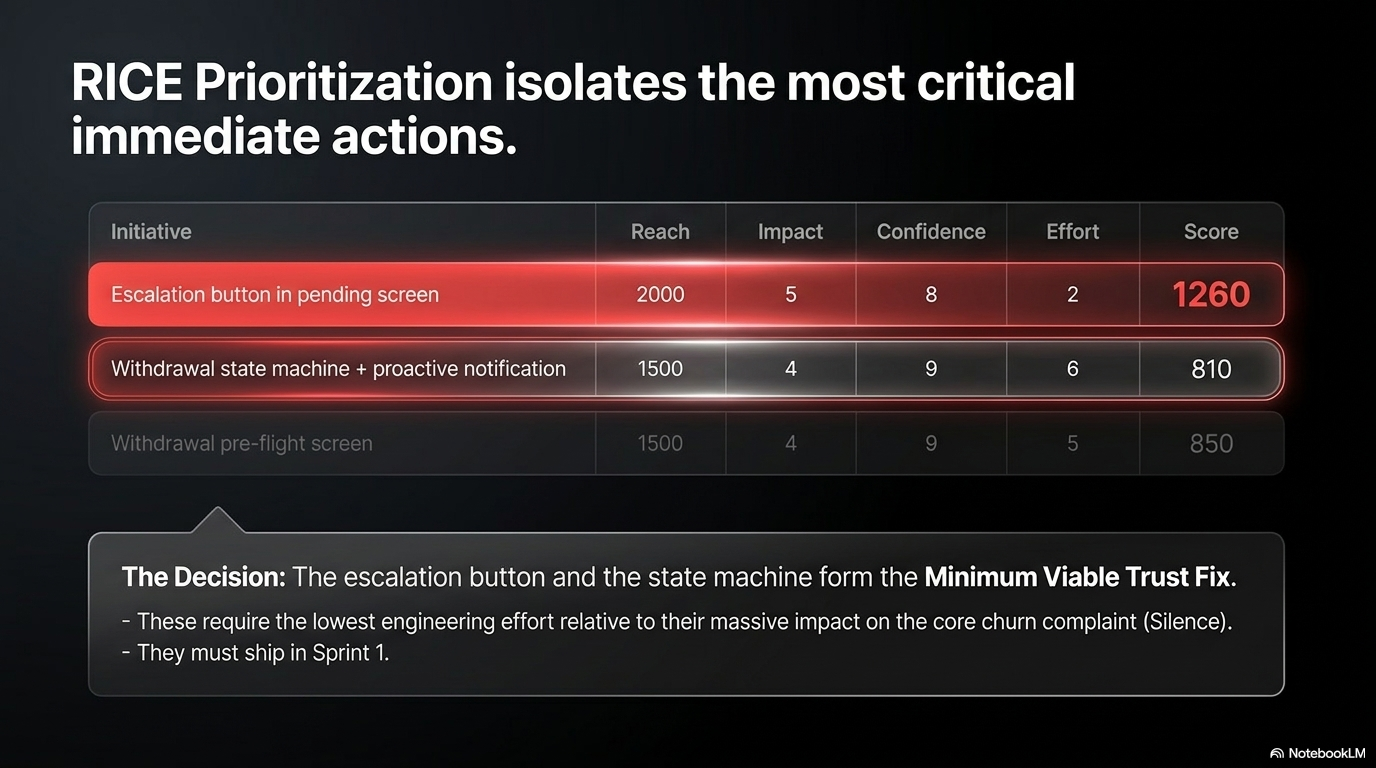 RICE Prioritization isolates the most critical
immediate actions.
Initiative Reach Impact Confidence Effort Score
Escalation button in pending screen 2000 5 8 2 1260
Withdrawal state machine + proactive notification 1500 4 9 6 810
Withdrawal pre-flight screen 1500 4 9 5 850
The Decision: The escalation button and the state machine form the Minimum Viable Trust Fix.
- These require the lowest engineering effort relative to their massive impact on the core churn complaint (Silence).
- They must ship in Sprint 1.
NotebookLM